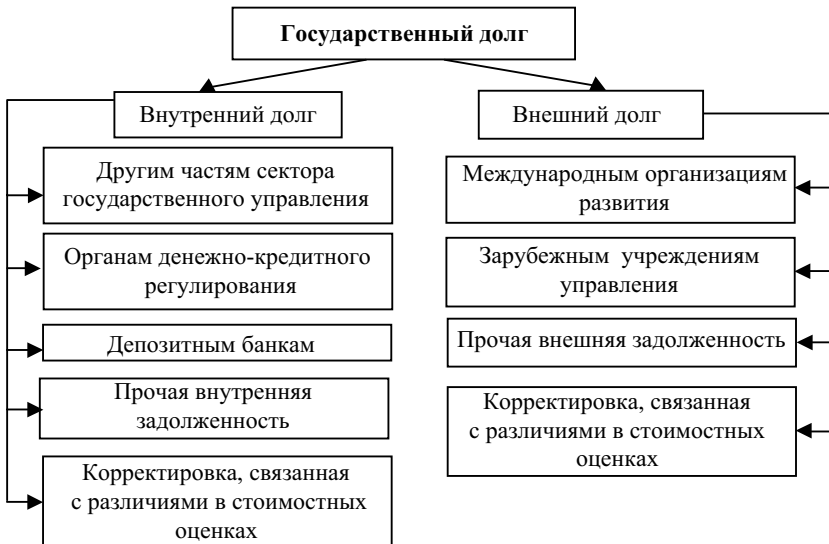 Государственный долг
Внутренний долг
Другим частям сектора
государственного управления
Органам денежно-кредитного
регулирования
Депозитным банкам
Прочая внутренняя
задолженность
Корректировка, связанная
с различиями в стоимостных
оценках
Внешний долг
Международным организациям
развития
Зарубежным учреждениям
управления
Прочая внешняя задолженность
Корректировка, связанная
с различиями в стоимостных
оценках